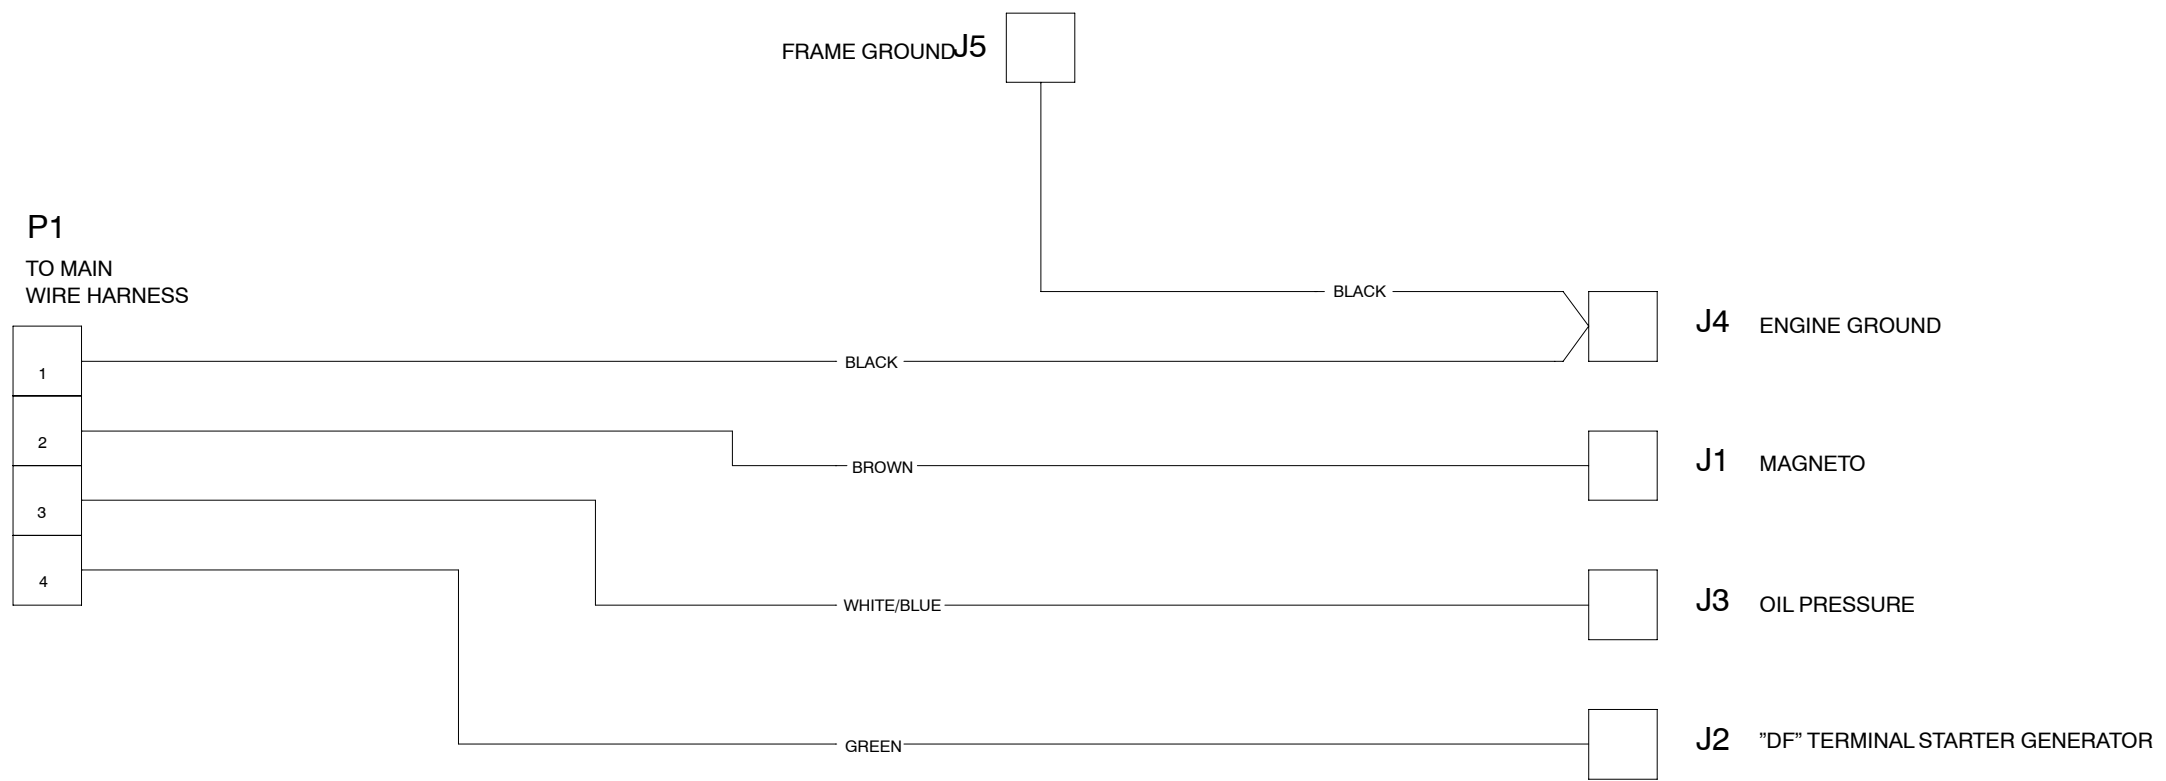 FRAME GROUND J5
P1
TO MAIN
WIRE HARNESS
BLACK
J4 ENGINE GROUND
1
BLACK
2
BROWN
J1 MAGNETO
3
4
WHITE/BLUE
J3 OIL PRESSURE
GREEN
J2 ”DF” TERMINAL STARTER GENERATOR